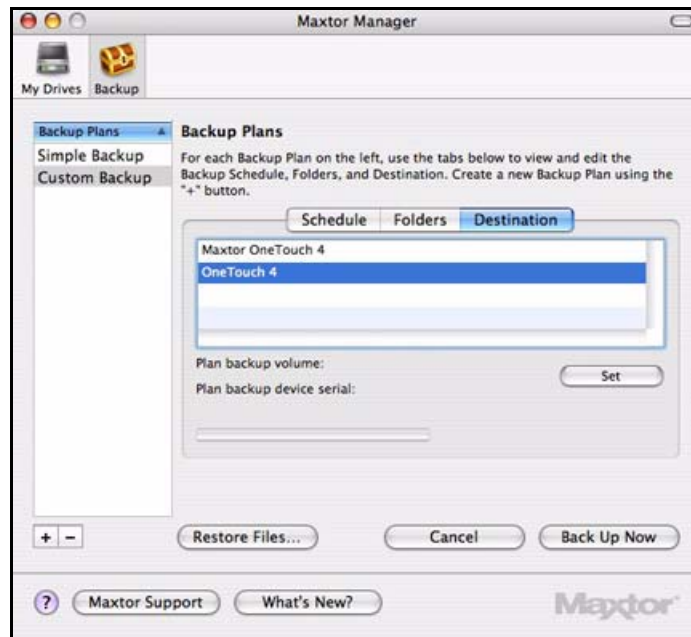 Maxtor Manager
My Drives Backup
Backup Plans
Simple Backup
Custom Backup
Backup Plans
For each Backup Plan on the left, use the tabs below to view and edit the
Backup Schedule, Folders, and Destination. Create a new Backup Plan using the
"+" button.
Schedule Folders Destination
Maxtor OneTouch 4
OneTouch 4
Plan backup volume:
Plan backup device serial:
Set
+ −
Restore Files... Cancel Back Up Now
? Maxtor Support What's New? Maxtor